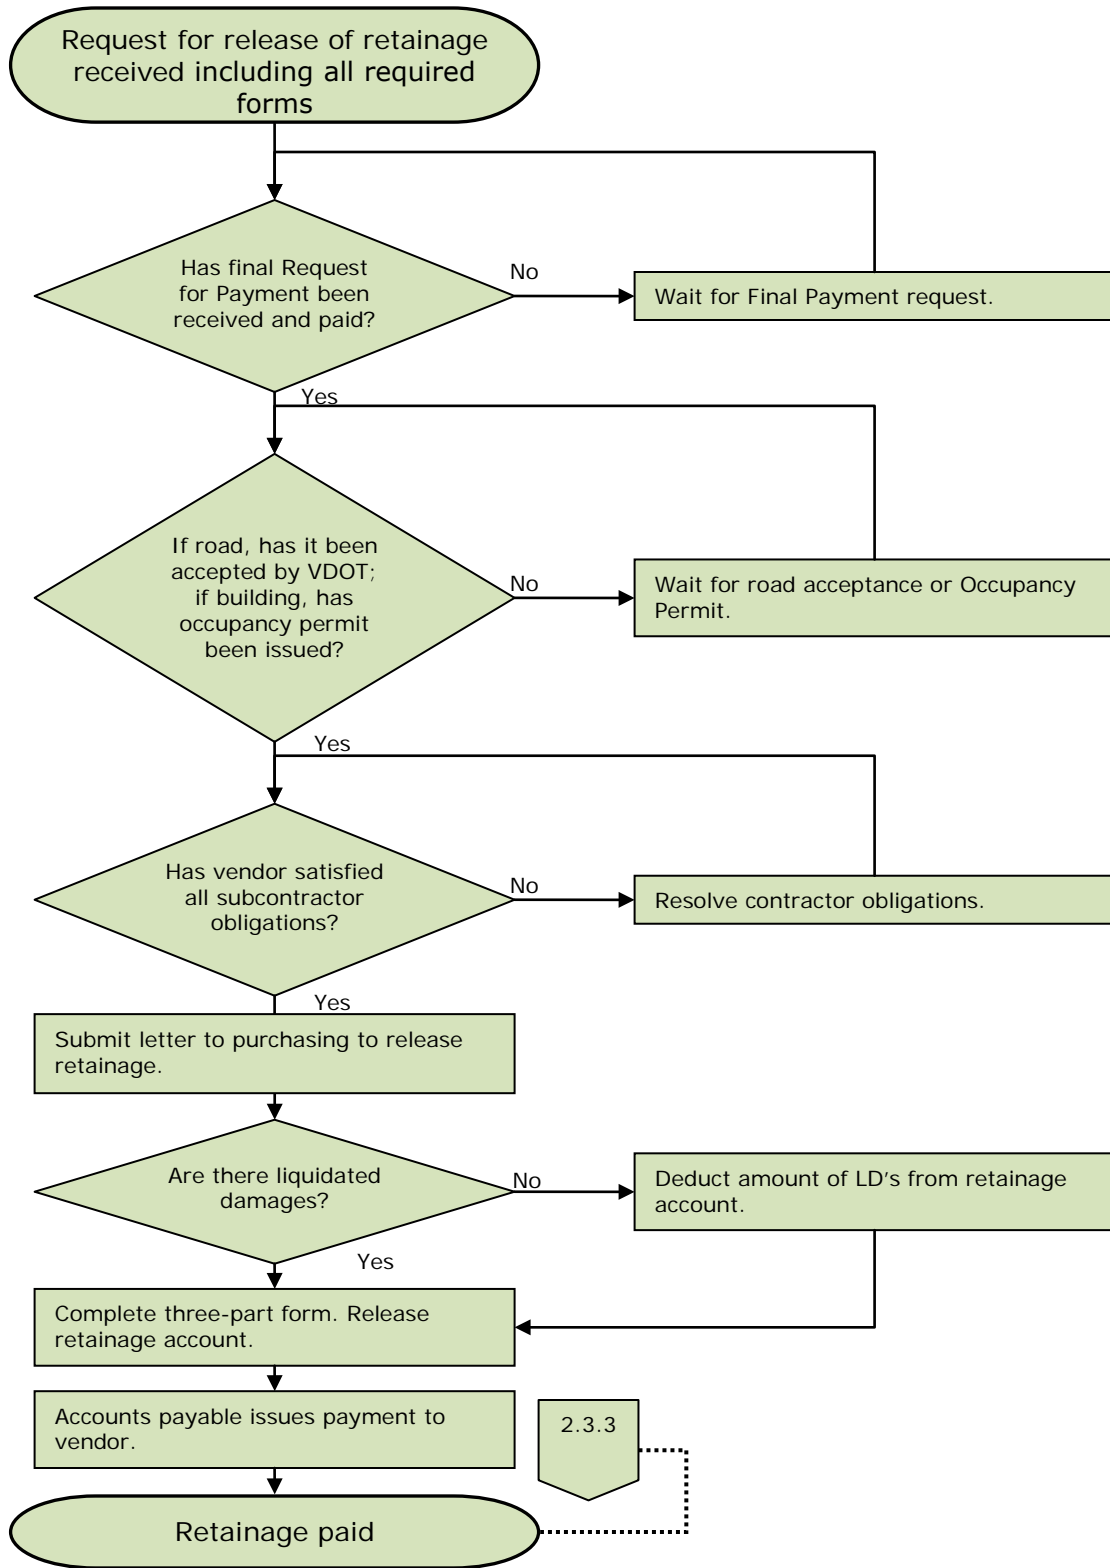 Request for release of retainage
received including all required
forms
Has final Request
for Payment been
received and paid?
No
Wait for Final Payment request.
Yes
If road, has it been
accepted by VDOT;
if building, has
occupancy permit
been issued?
No
Wait for road acceptance or Occupancy
Permit.
Yes
Has vendor satisfied
all subcontractor
obligations?
No
Resolve contractor obligations.
Yes
Submit letter to purchasing to release
retainage.
Are there liquidated
damages?
No
Deduct amount of LD's from retainage
account.
Yes
Complete three-part form. Release
retainage account.
Accounts payable issues payment to
vendor.
2.3.3
Retainage paid